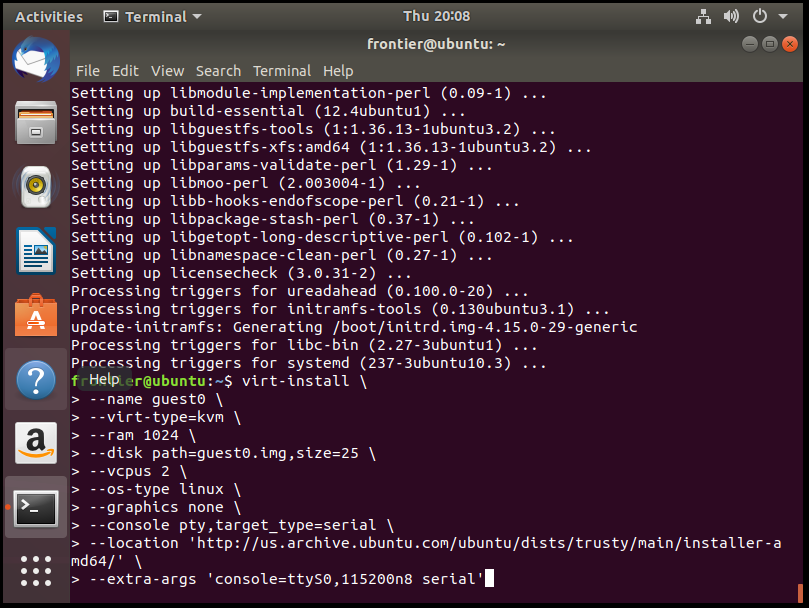 Activities Terminal Thu 20:08
frontier@ubuntu: ~
File Edit View Search Terminal Help
Setting up libmodule-implementation-perl (0.09-1) ...
Setting up build-essential (12.4ubuntu1) ...
Setting up libguestfs-tools (1:1.36.13-1ubuntu3.2) ...
Setting up libguestfs-xfs:amd64 (1:1.36.13-1ubuntu3.2) ...
Setting up libparams-validate-perl (1.29-1) ...
Setting up libmoo-perl (2.003004-1) ...
Setting up libb-hooks-endofscope-perl (0.21-1) ...
Setting up libpackage-stash-perl (0.37-1) ...
Setting up libgetopt-long-descriptive-perl (0.102-1) ...
Setting up libnamespace-clean-perl (0.27-1) ...
Setting up licensecheck (3.0.31-2) ...
Processing triggers for ureadahead (0.100.0-20) ...
Processing triggers for initramfs-tools (0.130ubuntu3.1) ...
update-initramfs: Generating /boot/initrd.img-4.15.0-29-generic
Processing triggers for libc-bin (2.27-3ubuntu1) ...
Processing triggers for systemd (237-3ubuntu10.3) ...
frontier@ubuntu:~$ virt-install \
Help
> --name guest0 \
> --virt-type=kvm \
> --ram 1024 \
> --disk path=guest0.img,size=25 \
> --vcpus 2 \
> --os-type linux \
> --graphics none \
> --console pty,target_type=serial \
> --location 'http://us.archive.ubuntu.com/ubuntu/dists/trusty/main/installer-a
md64/' \
> --extra-args 'console=ttyS0,115200n8 serial'